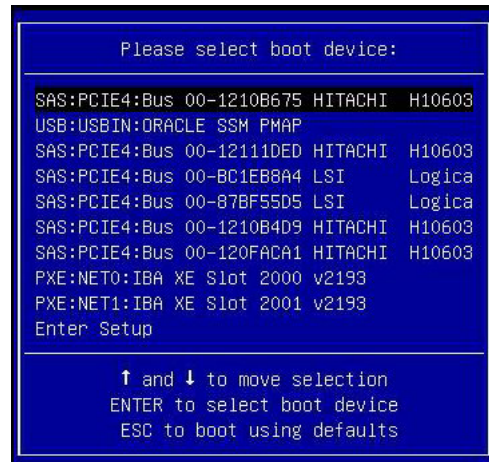 Please select boot device:
SAS:PCIE4:Bus 00-1210B675 HITACHI H10603
USB:USBIN:ORACLE SSM PMAP
SAS:PCIE4:Bus 00-12111DED HITACHI H10603
SAS:PCIE4:Bus 00-BC1EB8A4 LSI Logica
SAS:PCIE4:Bus 00-87BF55D5 LSI Logica
SAS:PCIE4:Bus 00-1210B4D9 HITACHI H10603
SAS:PCIE4:Bus 00-120FACA1 HITACHI H10603
PXE:NET0:IBA XE Slot 2000 v2193
PXE:NET1:IBA XE Slot 2001 v2193
Enter Setup
↑ and ↓ to move selection
ENTER to select boot device
ESC to boot using defaults